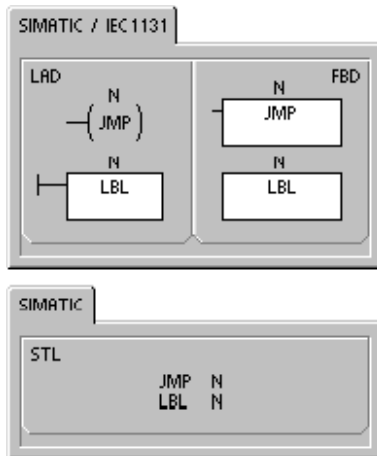 SIMATIC / IEC1131
LAD
FBD
N
JMP
N
LBL
N
JMP
N
LBL
SIMATIC
STL
JMP N
LBL N